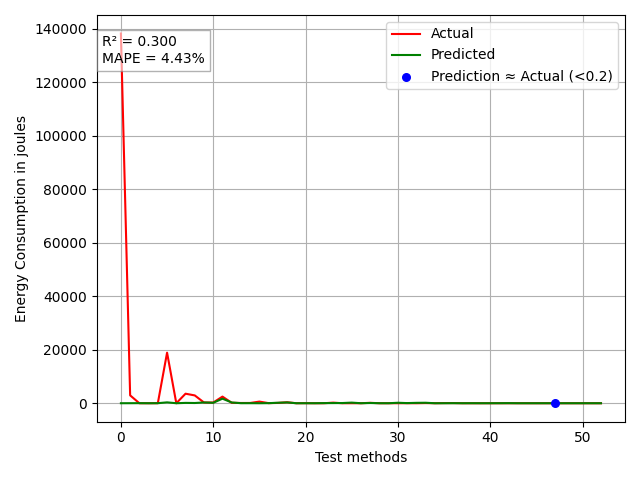 R² = 0.300
MAPE = 4.43%
Actual
Predicted
Prediction ≈ Actual (<0.2)
Energy Consumption in joules
140000
120000
100000
80000
60000
40000
20000
0
0 10 20 30 40 50
Test methods